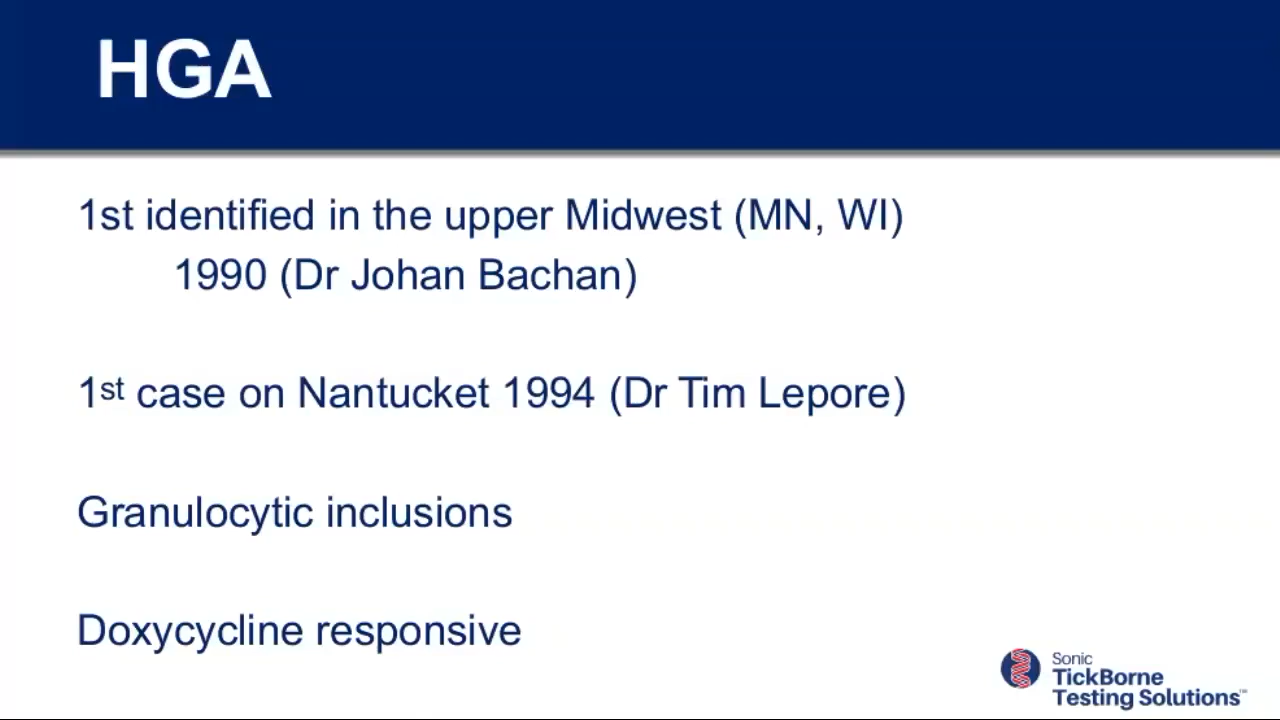 HGA
1st identified in the upper Midwest (MN, WI)
1990 (Dr Johan Bachan)
1st case on Nantucket 1994 (Dr Tim Lepore)
Granulocytic inclusions
Doxycycline responsive
Sonic
TickBorne
Testing Solutions™